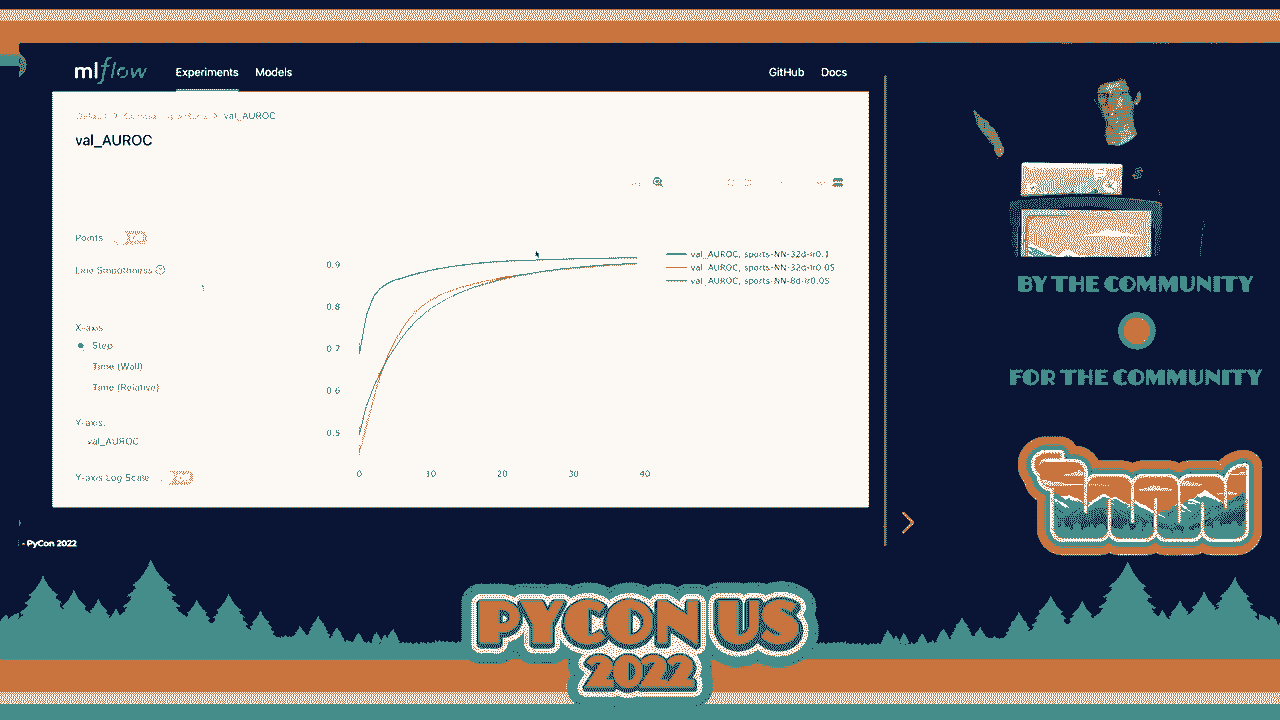 mlflow Experiments Models GitHub Docs
val_AUROC
val_AUROC
Points
Line Smoothness
X-axis
Step
Time (Wall)
Time (Relative)
Y-axis:
val_AUROC
Y-axis Log Scale
0.9
0.8
0.7
0.6
0.5
0 10 20 30 40
val_AUROC, sports-NN-32d-lr0.1
val_AUROC, sports-NN-32d-lr0.05
val_AUROC, sports-NN-8d-lr0.05
BY THE COMMUNITY
FOR THE COMMUNITY
PyCon 2022
PYCON US
2022